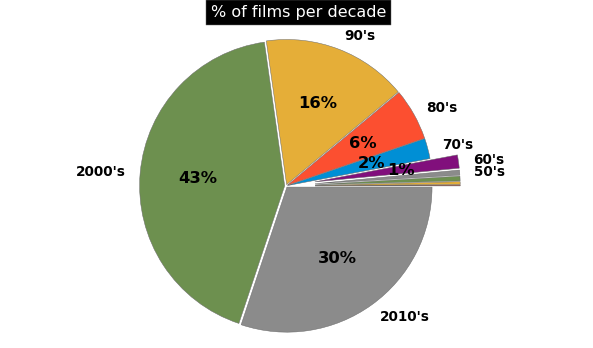 % of films per decade
90's
16%
80's
6%
70's
2%
60's
1%
50's
2000's
43%
30%
2010's